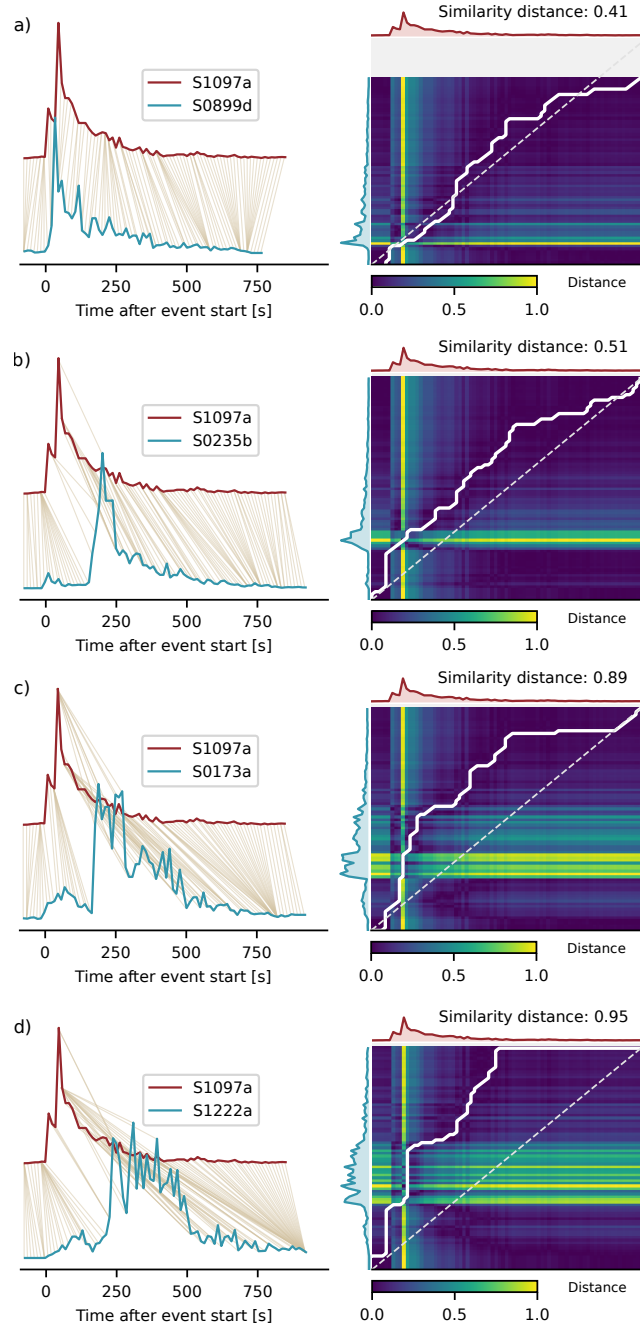 a)
S1097a
S0899d
0
250
500
750
Time after event start [s]
Similarity distance: 0.41
0.0
0.5
1.0
Distance
b)
S1097a
S0235b
0
250
500
750
Time after event start [s]
Similarity distance: 0.51
0.0
0.5
1.0
Distance
c)
S1097a
S0173a
0
250
500
750
Time after event start [s]
Similarity distance: 0.89
0.0
0.5
1.0
Distance
d)
S1097a
S1222a
0
250
500
750
Time after event start [s]
Similarity distance: 0.95
0.0
0.5
1.0
Distance